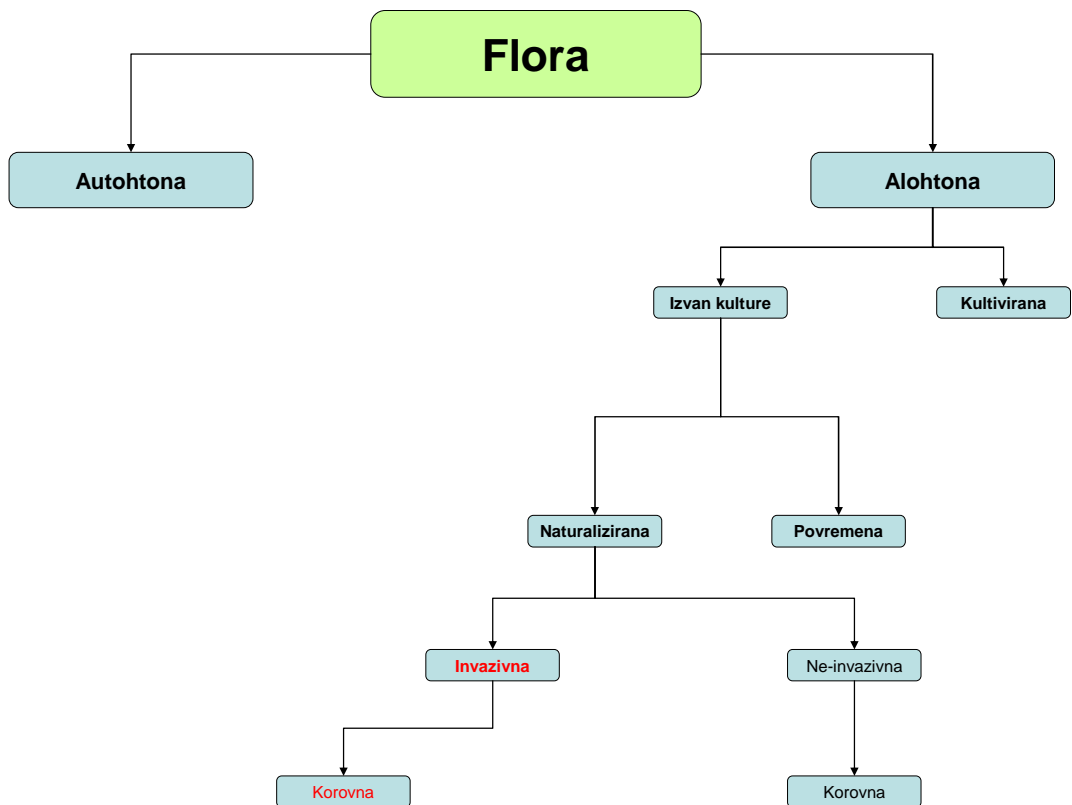 Flora
Autohtona
Alohtona
Izvan kulture
Kultivirana
Naturalizirana
Povremena
Invazivna
Ne-invazivna
Korovna
Korovna